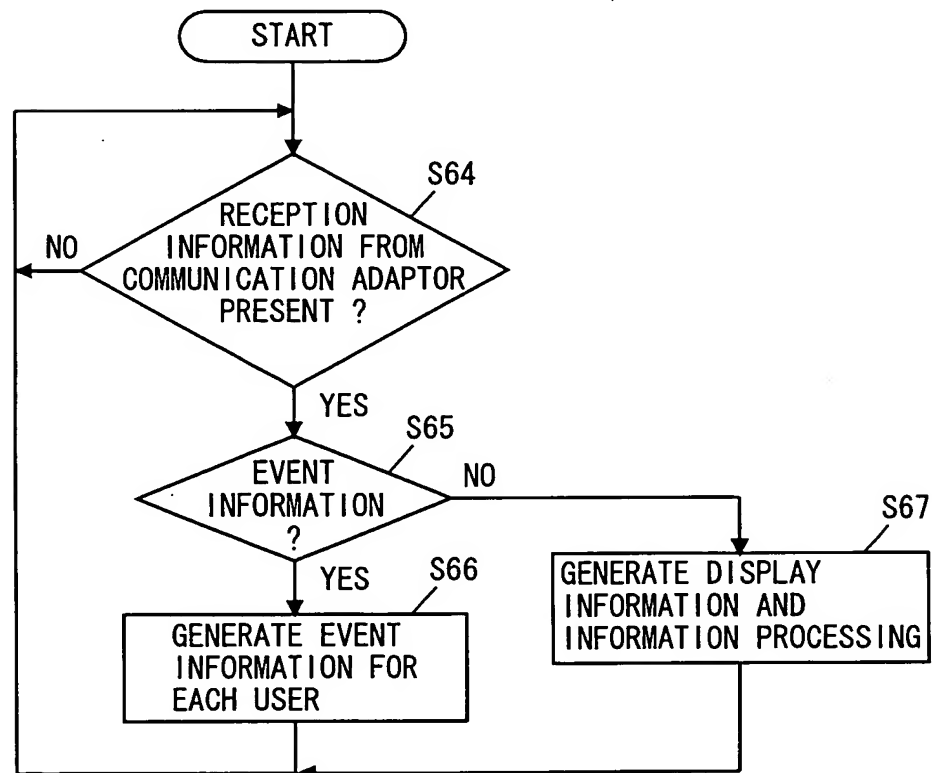 START
S64
RECEPTION
INFORMATION FROM
COMMUNICATION ADAPTOR
PRESENT ?
NO
YES
S65
EVENT
INFORMATION
?
NO
YES
S66
GENERATE EVENT
INFORMATION FOR
EACH USER
S67
GENERATE DISPLAY
INFORMATION AND
INFORMATION PROCESSING